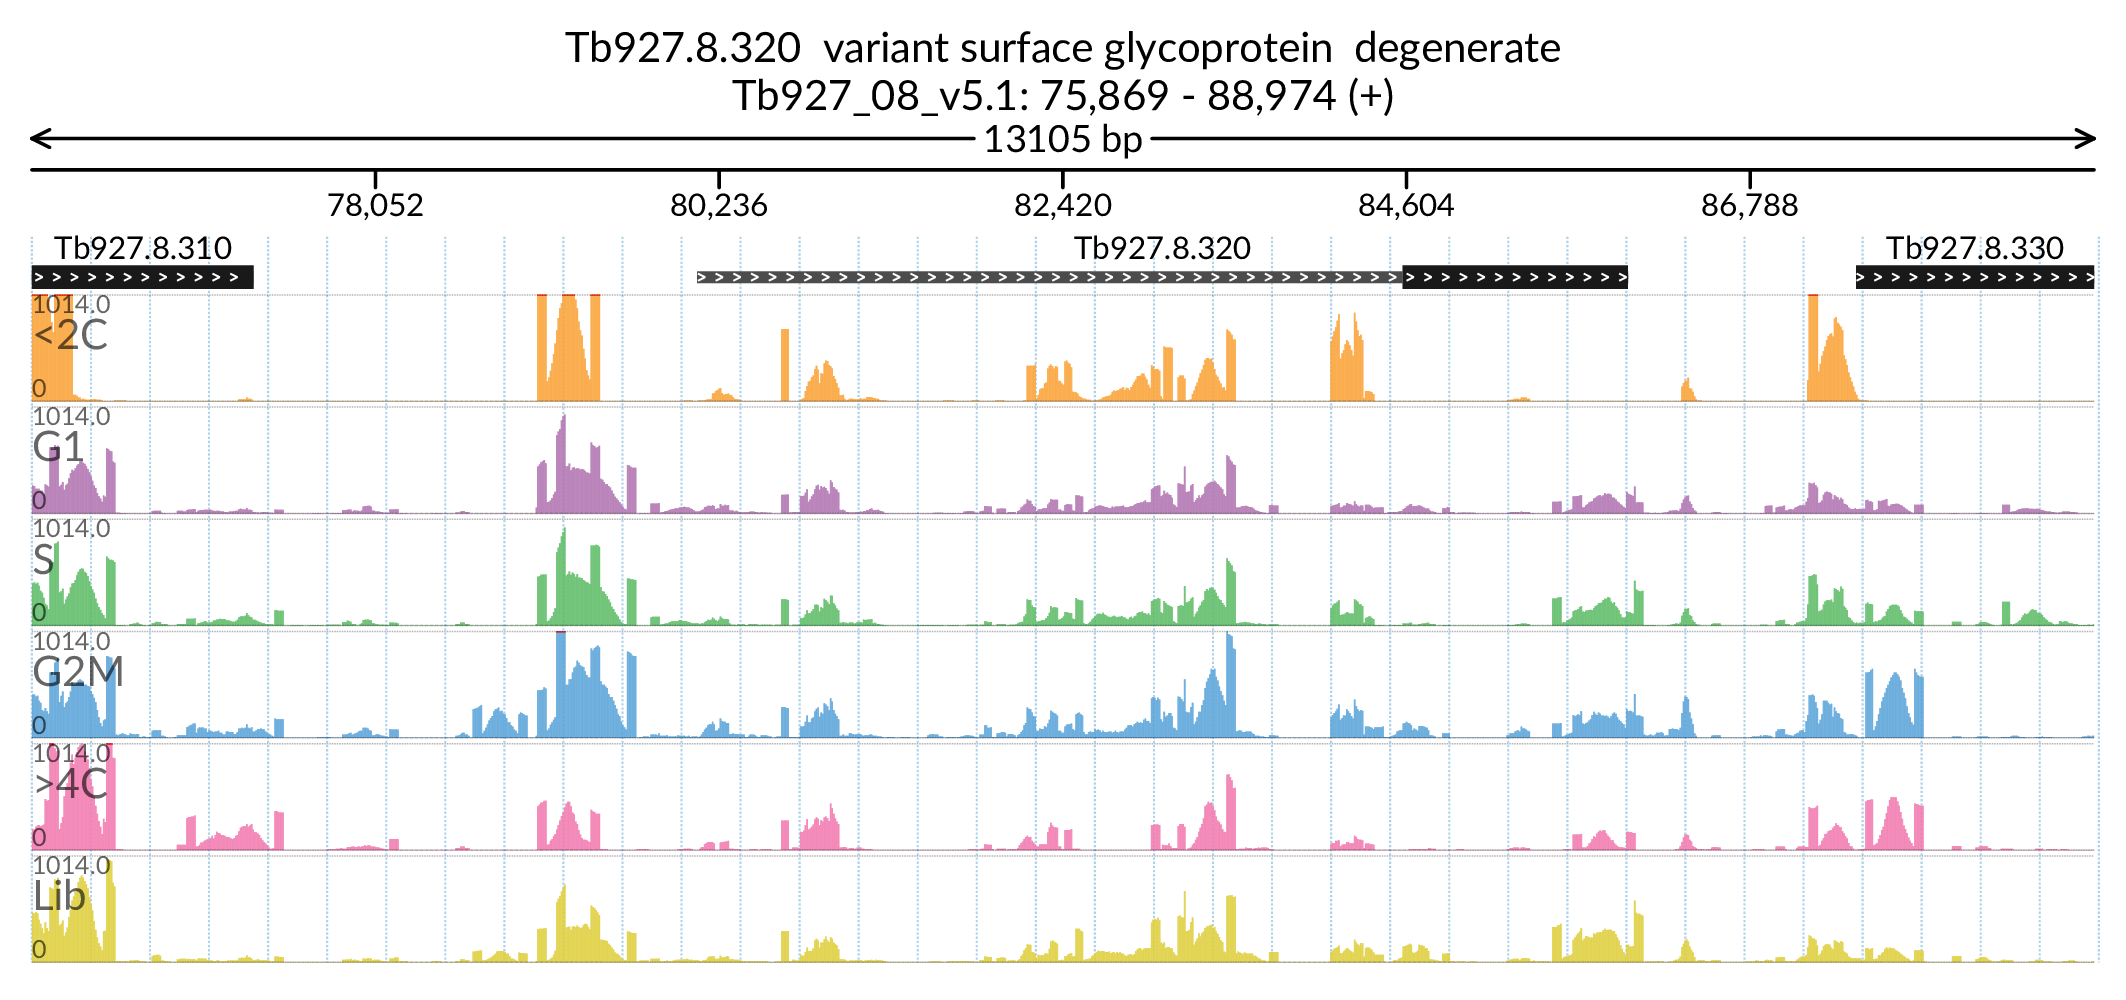 Tb927.8.320 variant surface glycoprotein degenerate
Tb927_08_v5.1: 75,869 - 88,974 (+)
13105 bp
78,052 80,236 82,420 84,604 86,788
Tb927.8.310 Tb927.8.320 Tb927.8.330
1014.0
<2C
0
1014.0
G1
0
1014.0
S
0
1014.0
G2M
0
1014.0
>4C
0
1014.0
Lib
0